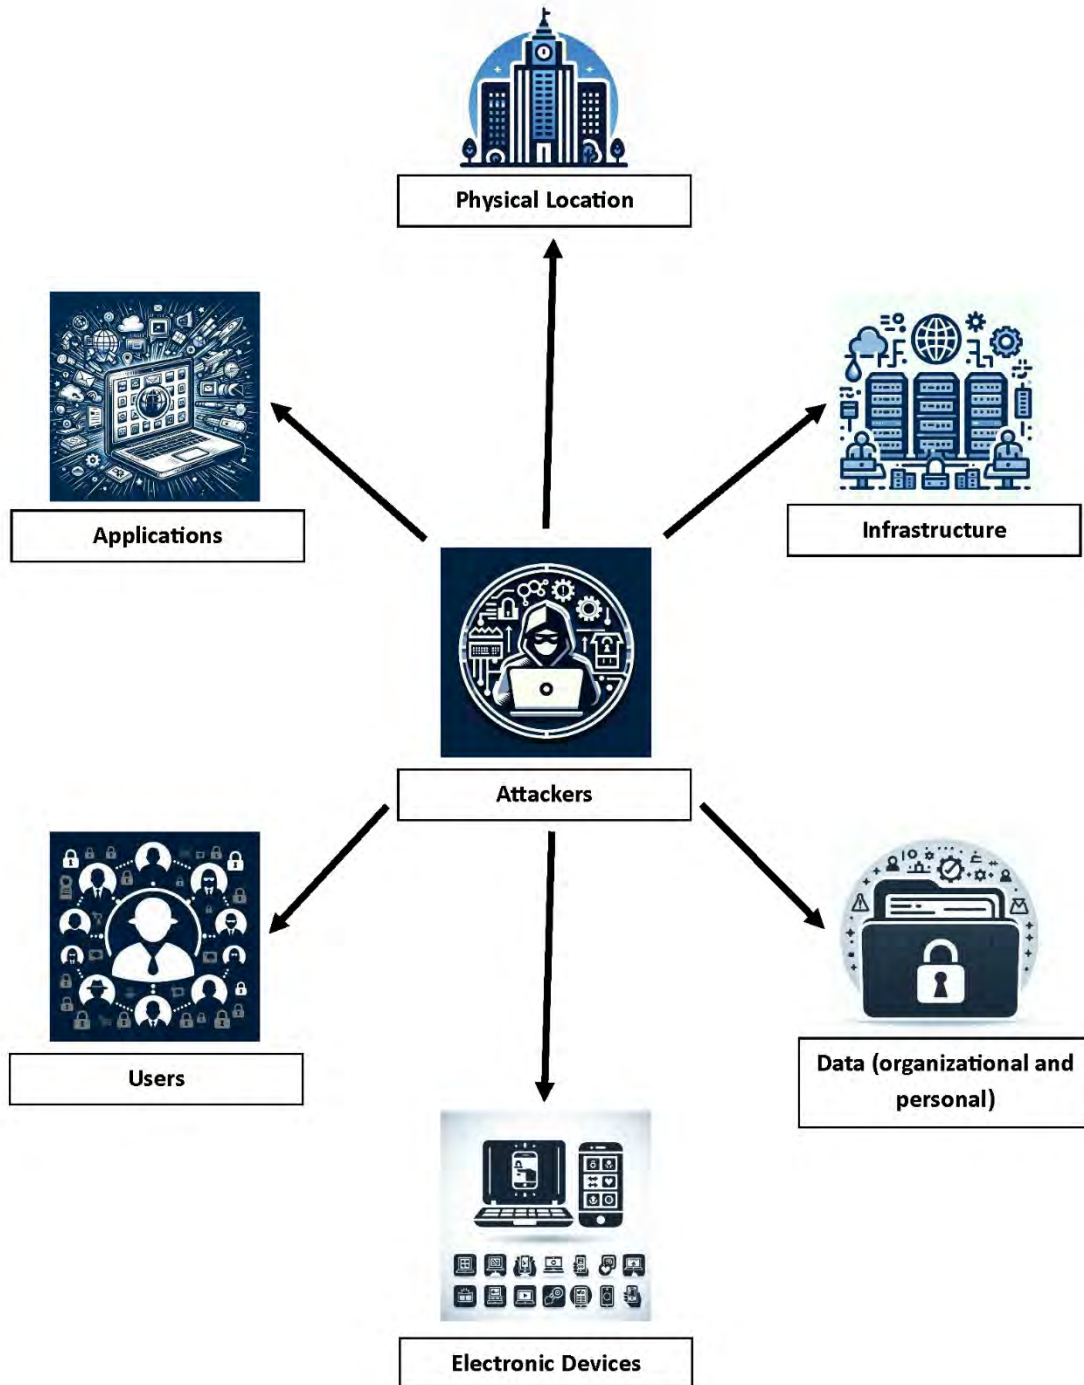 Physical Location
Applications
Infrastructure
Attackers
Users
Data (organizational and
personal)
Electronic Devices